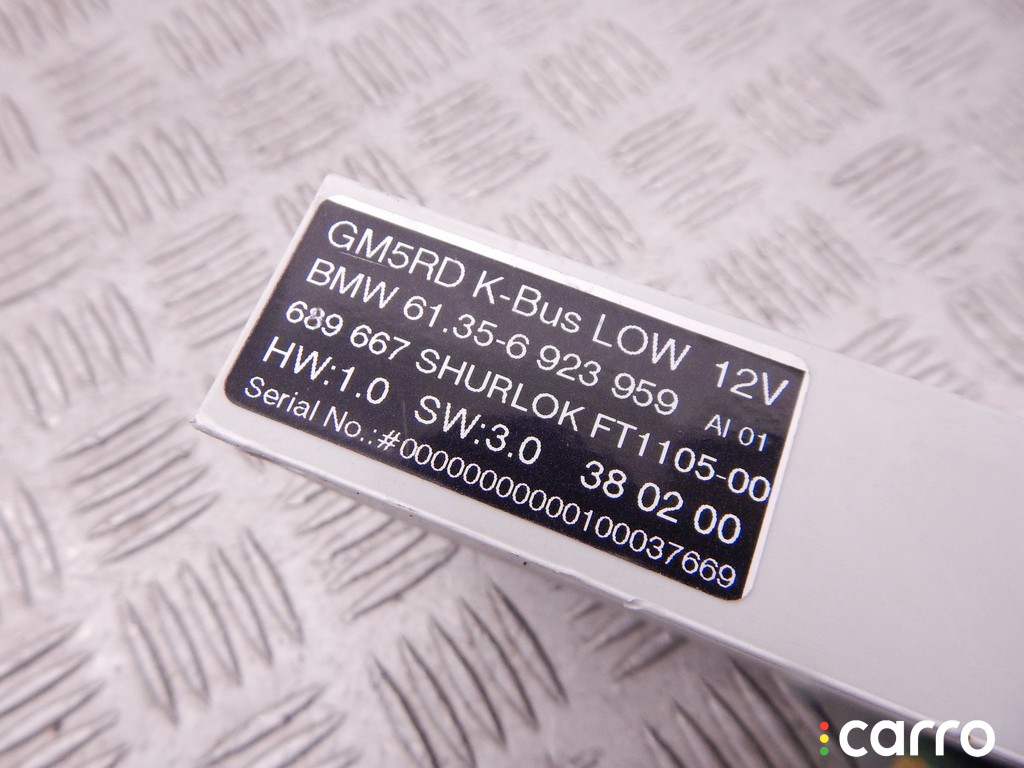 GM5RD K-Bus LOW 12V
BMW 61.35-6 923 959 AI 01
689 667 SHURLOK FT1105-00
HW:1.0 SW:3.0 38 02 00
Serial No.:#0000000000100037669
carro